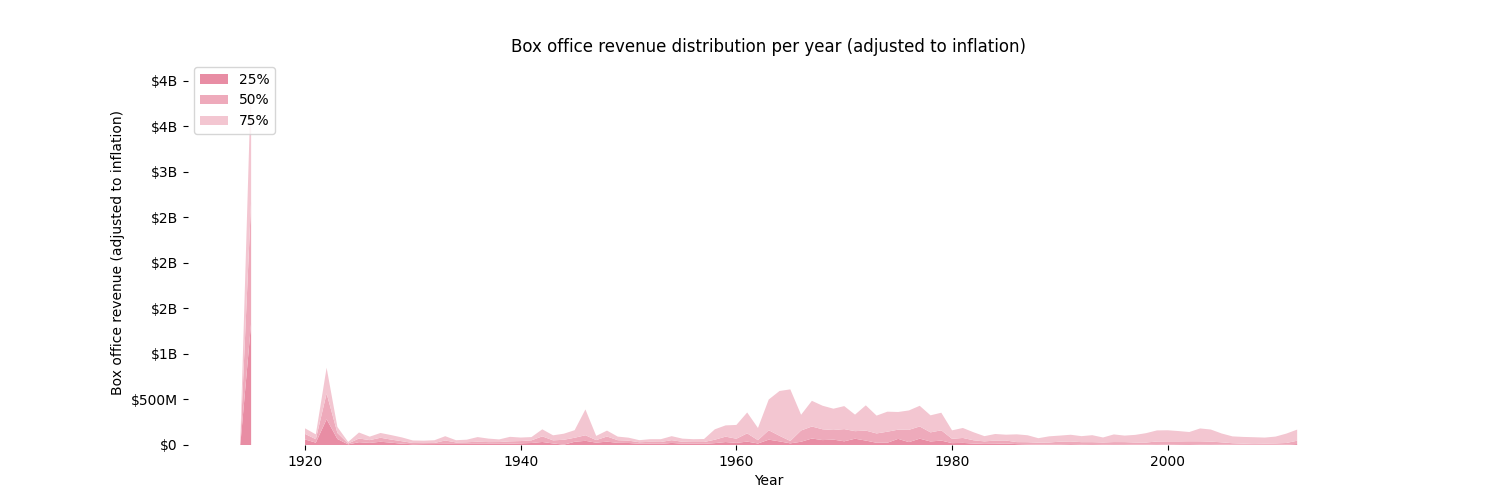 Box office revenue distribution per year (adjusted to inflation)
25%
50%
75%
Box office revenue (adjusted to inflation)
$4B
$4B
$3B
$2B
$2B
$2B
$1B
$500M
$0
1920
1940
1960
1980
2000
Year